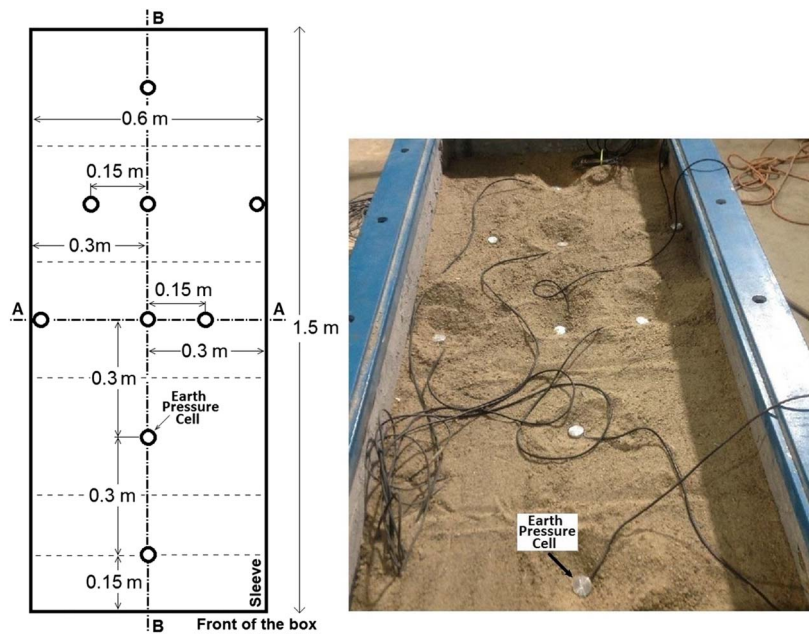 B
0.6 m
0.15 m
0.3m
A
0.15 m
A
1.5 m
0.3 m
0.3m
Earth
Pressure
Cell
0.3 m
0.15 m
Sleeve
B
Front of the box
Earth
Pressure
Cell